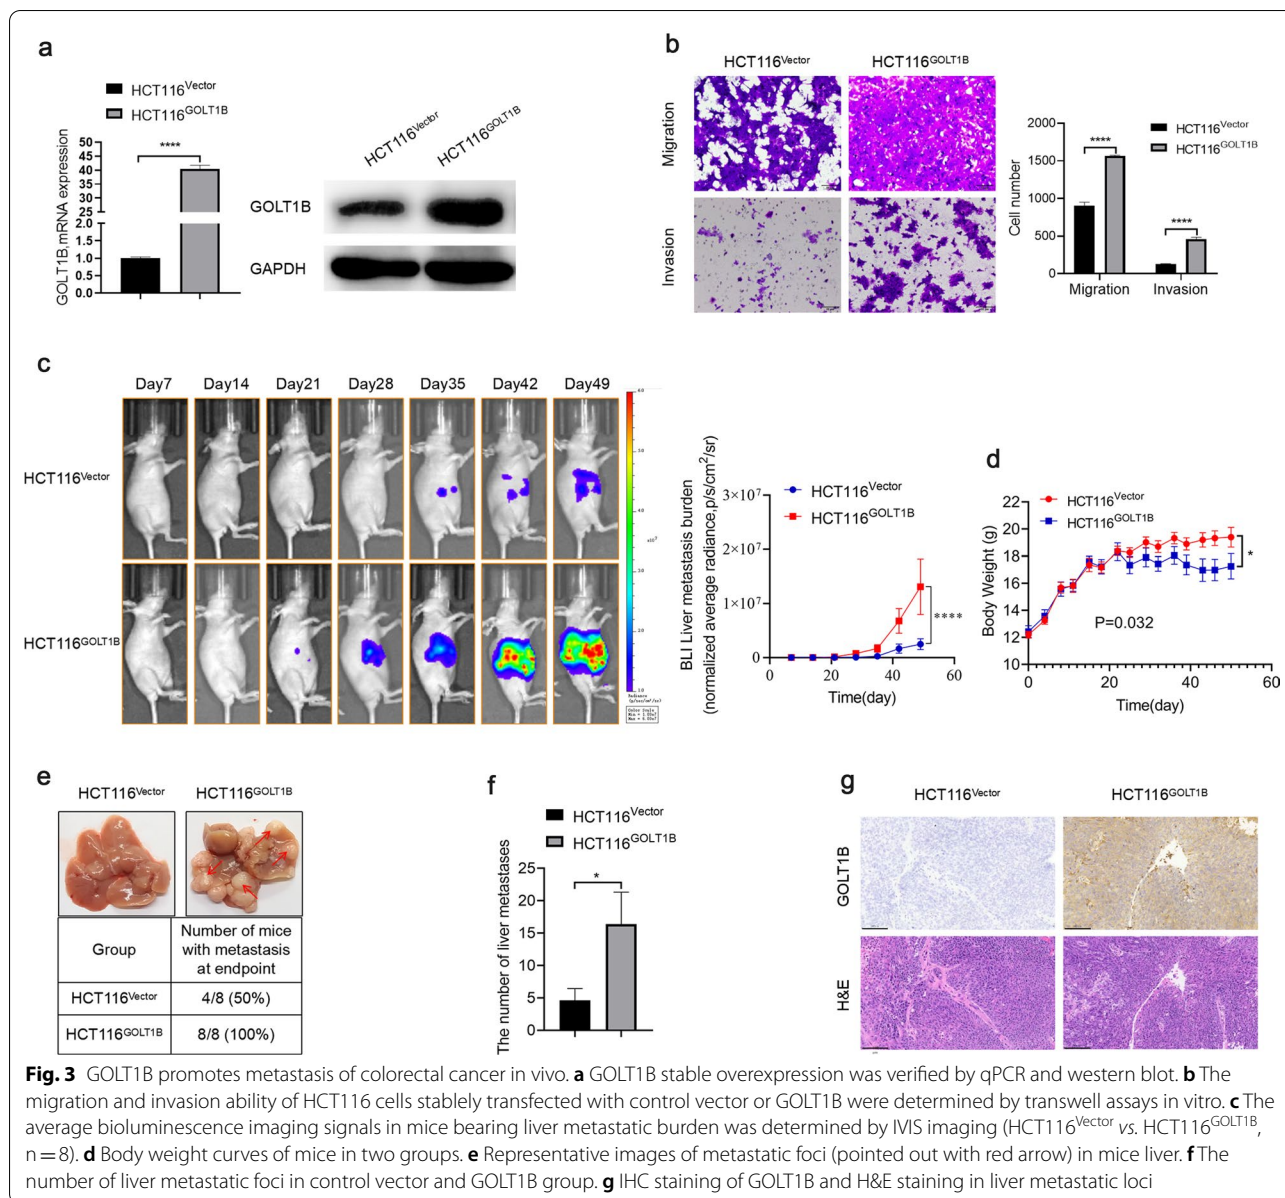 a
HCT116Vector
HCT116GOLT1B
GOLT1B mRNA expression
50
45
40
35
30
25
2.0
1.5
1.0
0.5
0.0
****
HCT116Vector
HCT116GOLT1B
GOLT1B
GAPDH
b
HCT116Vector
HCT116GOLT1B
Migration
Invasion
HCT116Vector
HCT116GOLT1B
Cell number
2000
1500
1000
500
0
****
****
Migration
Invasion
c
Day7
Day14
Day21
Day28
Day35
Day42
Day49
HCT116Vector
HCT116GOLT1B
BLI Liver metastasis burden
(normalized average radiance,p/s/cm²/sr)
HCT116Vector
HCT116GOLT1B
3×10⁷
2×10⁷
1×10⁷
0
0
20
40
60
****
Time(day)
d
HCT116Vector
HCT116GOLT1B
Body Weight (g)
22
20
18
16
14
12
10
*
P=0.032
0
20
40
60
Time(day)
e
HCT116Vector
HCT116GOLT1B
Group
Number of mice
with metastasis
at endpoint
HCT116Vector
4/8 (50%)
HCT116GOLT1B
8/8 (100%)
f
HCT116Vector
HCT116GOLT1B
The number of liver metastases
25
20
15
10
5
0
*
g
HCT116Vector
HCT116GOLT1B
GOLT1B
H&E
Fig. 3 GOLT1B promotes metastasis of colorectal cancer in vivo. a GOLT1B stable overexpression was verified by qPCR and western blot. b The
migration and invasion ability of HCT116 cells stablely transfected with control vector or GOLT1B were determined by transwell assays in vitro. c The
average bioluminescence imaging signals in mice bearing liver metastatic burden was determined by IVIS imaging (HCT116Vector vs. HCT116GOLT1B,
n = 8). d Body weight curves of mice in two groups. e Representative images of metastatic foci (pointed out with red arrow) in mice liver. f The
number of liver metastatic foci in control vector and GOLT1B group. g IHC staining of GOLT1B and H&E staining in liver metastatic loci